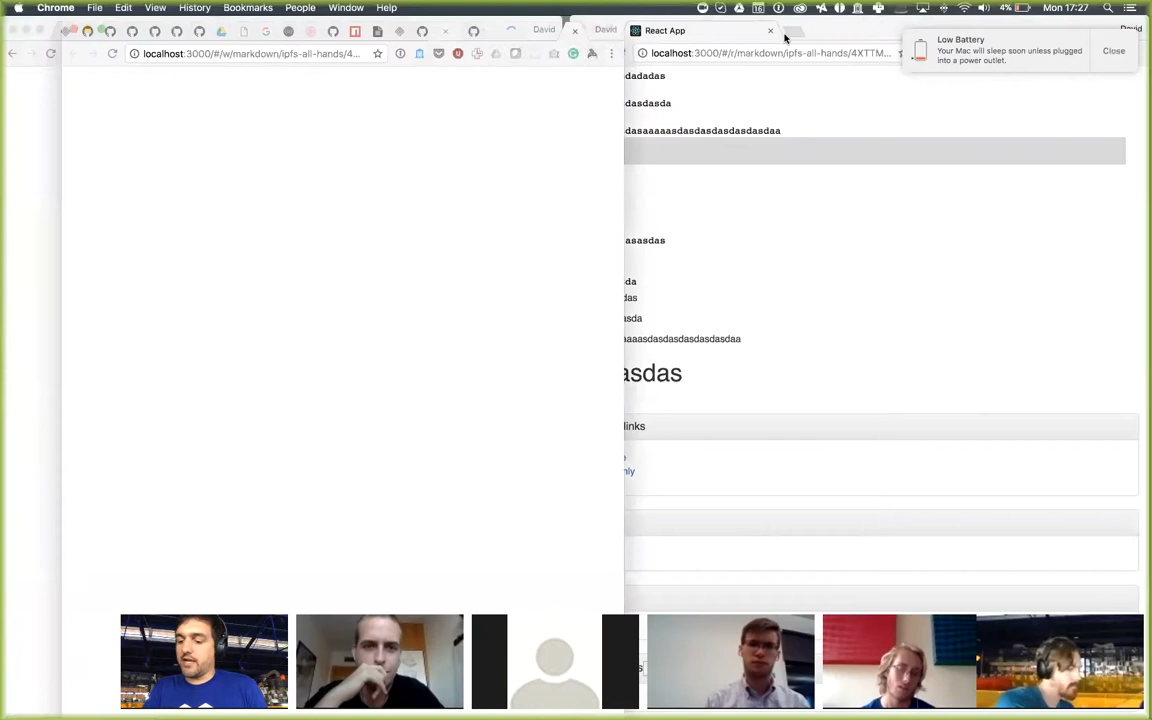 Chrome File Edit View History Bookmarks People Window Help 4% Mon 17:27
David David React App David
localhost:3000/#/w/markdown/ipfs-all-hands/4... localhost:3000/#/r/markdown/ipfs-all-hands/4XTTM...
Low Battery
Your Mac will sleep soon unless plugged
into a power outlet.
Close
dadadas
dasdasda
dasaaaaasdasdasdasdasdasdaa
asasdas
da
das
asda
aaaasdasdasdasdasdasdaa
asdas
links
e
nly
s